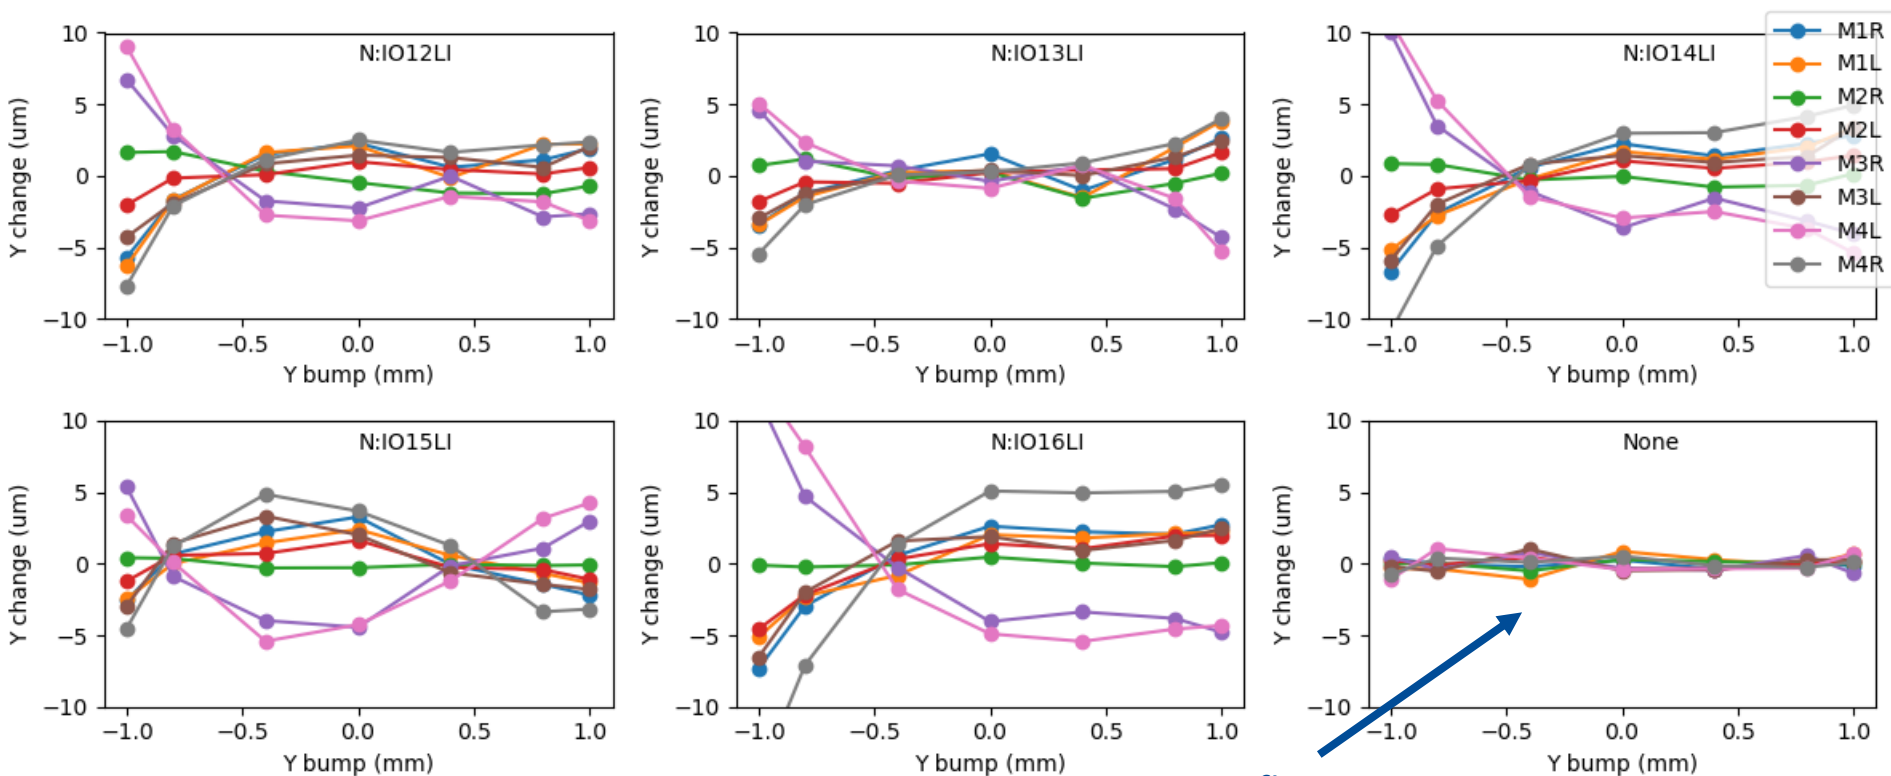 N:IO12LI
10
5
0
−5
−10
Y change (um)
−1.0 −0.5 0.0 0.5 1.0
Y bump (mm)
N:IO13LI
10
5
0
−5
−10
Y change (um)
−1.0 −0.5 0.0 0.5 1.0
Y bump (mm)
N:IO14LI
10
5
0
−5
−10
Y change (um)
−1.0 −0.5 0.0 0.5 1.0
Y bump (mm)
M1R
M1L
M2R
M2L
M3R
M3L
M4L
M4R
N:IO15LI
10
5
0
−5
−10
Y change (um)
−1.0 −0.5 0.0 0.5 1.0
Y bump (mm)
N:IO16LI
10
5
0
−5
−10
Y change (um)
−1.0 −0.5 0.0 0.5 1.0
Y bump (mm)
None
10
5
0
−5
−10
Y change (um)
−1.0 −0.5 0.0 0.5 1.0
Y bump (mm)